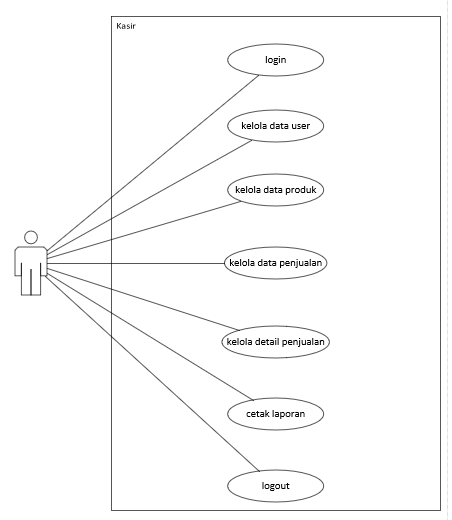 Kasir
login
kelola data user
kelola data produk
kelola data penjualan
kelola detail penjualan
cetak laporan
logout